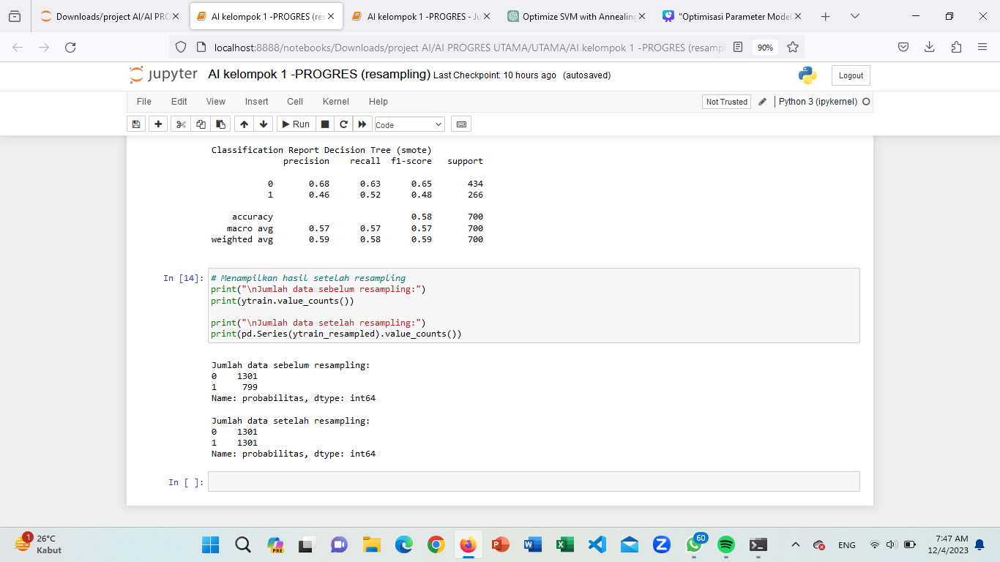 Downloads/project AI/AI PRO
AI kelompok 1 -PROGRES (res
AI kelompok 1 -PROGRES - Ju
Optimize SVM with Annealing
"Optimisasi Parameter Model
localhost:8888/notebooks/Downloads/project AI/AI PROGRES UTAMA/UTAMA/AI kelompok 1 -PROGRES (resampl
90%
jupyter AI kelompok 1 -PROGRES (resampling) Last Checkpoint: 10 hours ago (autosaved)
Logout
File Edit View Insert Cell Kernel Help
Not Trusted
Python 3 (ipykernel)
Run
Code
Classification Report Decision Tree (smote)
precision recall f1-score support
0 0.68 0.63 0.65 434
1 0.46 0.52 0.48 266
accuracy 0.58 700
macro avg 0.57 0.57 0.57 700
weighted avg 0.59 0.58 0.59 700
In [14]:
# Menampilkan hasil setelah resampling
print("\nJumlah data sebelum resampling:")
print(ytrain.value_counts())
print("\nJumlah data setelah resampling:")
print(pd.Series(ytrain_resampled).value_counts())
Jumlah data sebelum resampling:
0 1301
1 799
Name: probabilitas, dtype: int64
Jumlah data setelah resampling:
0 1301
1 1301
Name: probabilitas, dtype: int64
In [ ]:
1
26°C
Kabut
PRE
60
ENG
7:47 AM
12/4/2023